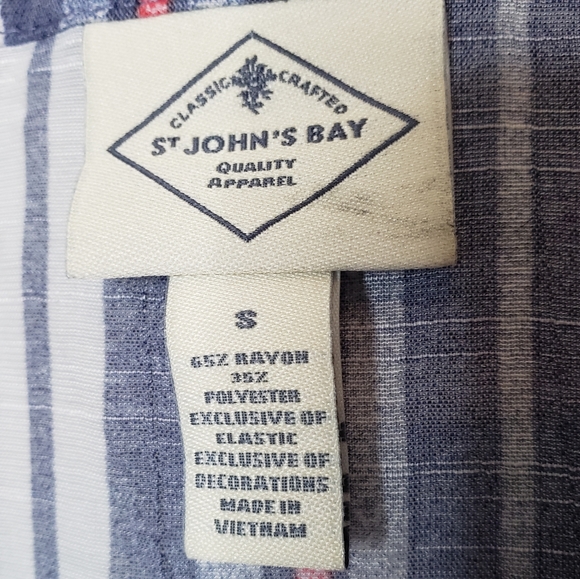 CLASSIC & CRAFTED
ST JOHN'S BAY
QUALITY
APPAREL
S
65% RAYON
35%
POLYESTER
EXCLUSIVE OF
ELASTIC
EXCLUSIVE OF
DECORATIONS
MADE IN
VIETNAM